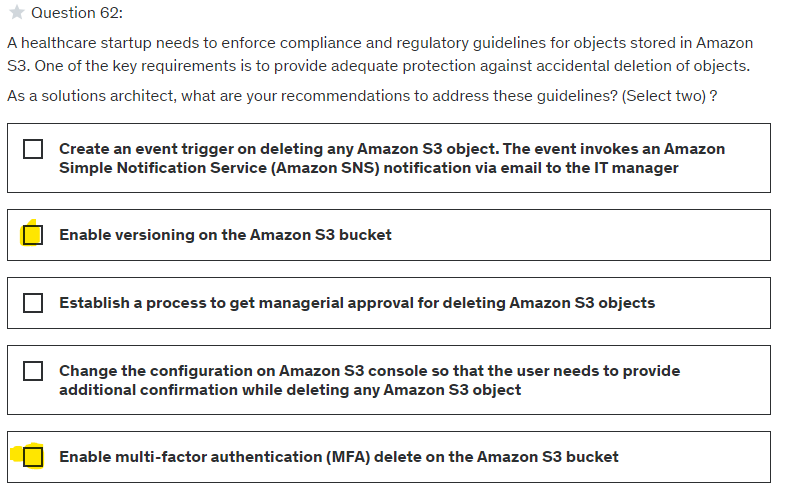 Question 62:
A healthcare startup needs to enforce compliance and regulatory guidelines for objects stored in Amazon
S3. One of the key requirements is to provide adequate protection against accidental deletion of objects.
As a solutions architect, what are your recommendations to address these guidelines? (Select two) ?
Create an event trigger on deleting any Amazon S3 object. The event invokes an Amazon
Simple Notification Service (Amazon SNS) notification via email to the IT manager
Enable versioning on the Amazon S3 bucket
Establish a process to get managerial approval for deleting Amazon S3 objects
Change the configuration on Amazon S3 console so that the user needs to provide
additional confirmation while deleting any Amazon S3 object
Enable multi-factor authentication (MFA) delete on the Amazon S3 bucket